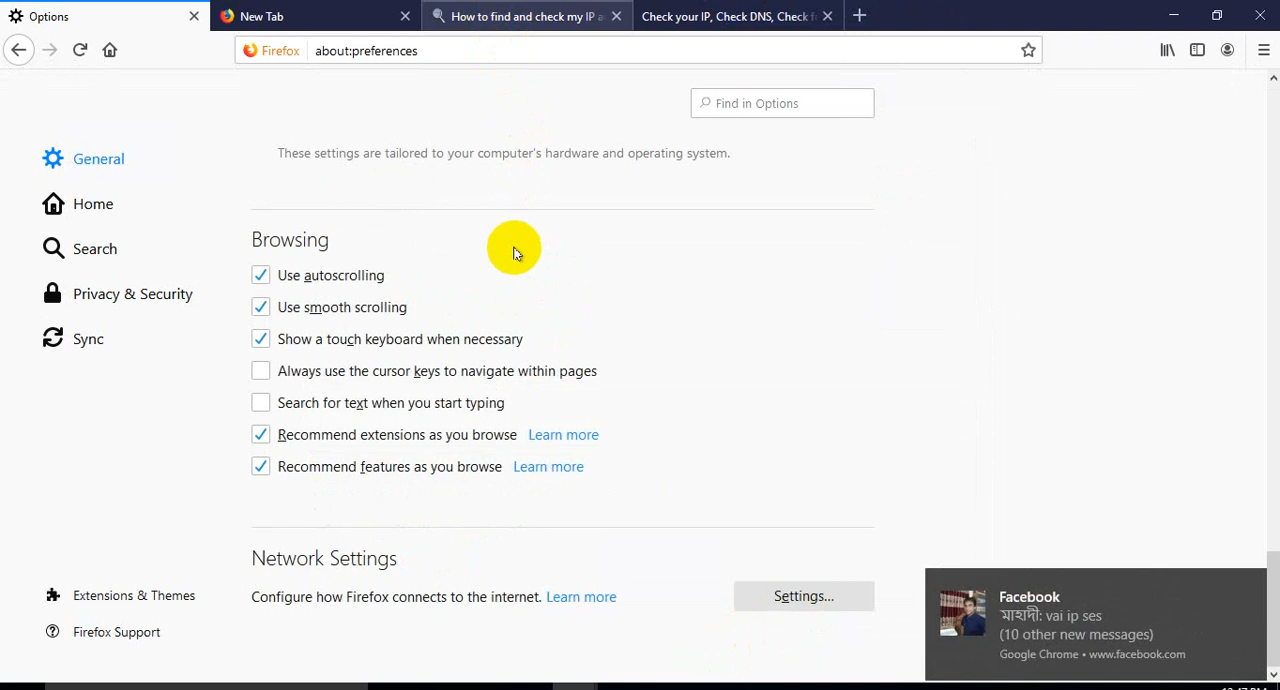 Options
New Tab
How to find and check my IP a
Check your IP, Check DNS, Check f
Firefox
about:preferences
Find in Options
These settings are tailored to your computer's hardware and operating system.
General
Home
Search
Privacy & Security
Sync
Browsing
Use autoscrolling
Use smooth scrolling
Show a touch keyboard when necessary
Always use the cursor keys to navigate within pages
Search for text when you start typing
Recommend extensions as you browse Learn more
Recommend features as you browse Learn more
Network Settings
Configure how Firefox connects to the internet. Learn more
Settings...
Extensions & Themes
Firefox Support
Facebook
মাহাদী: vai ip ses
(10 other new messages)
Google Chrome • www.facebook.com